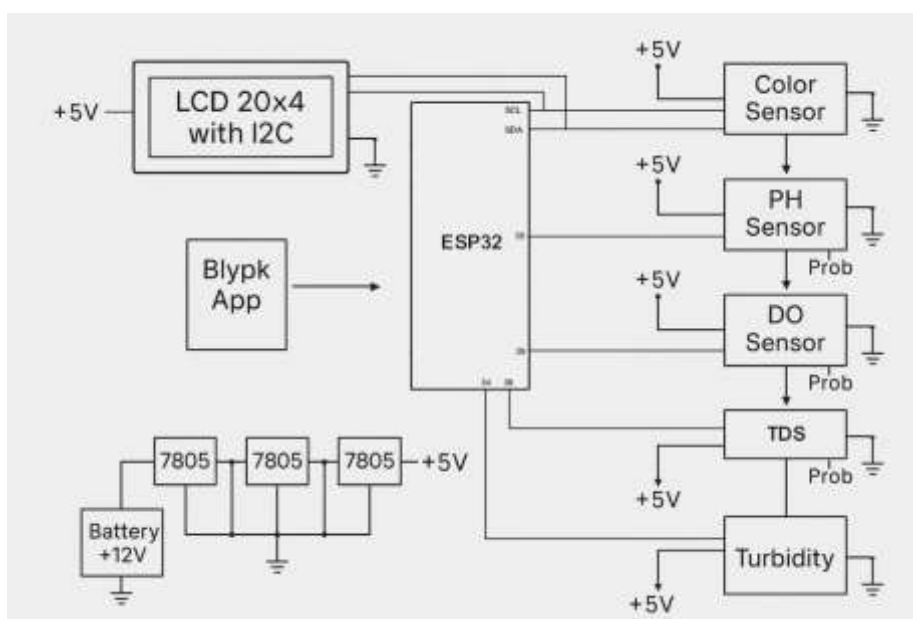 +5V
LCD 20x4
with I2C
+5V
Color
Sensor
SCL
SDA
+5V
PH
Sensor
Prob
ESP32
Blypk
App
+5V
DO
Sensor
Prob
TDS
Prob
+5V
7805
7805
7805
+5V
Battery
+12V
Turbidity
+5V